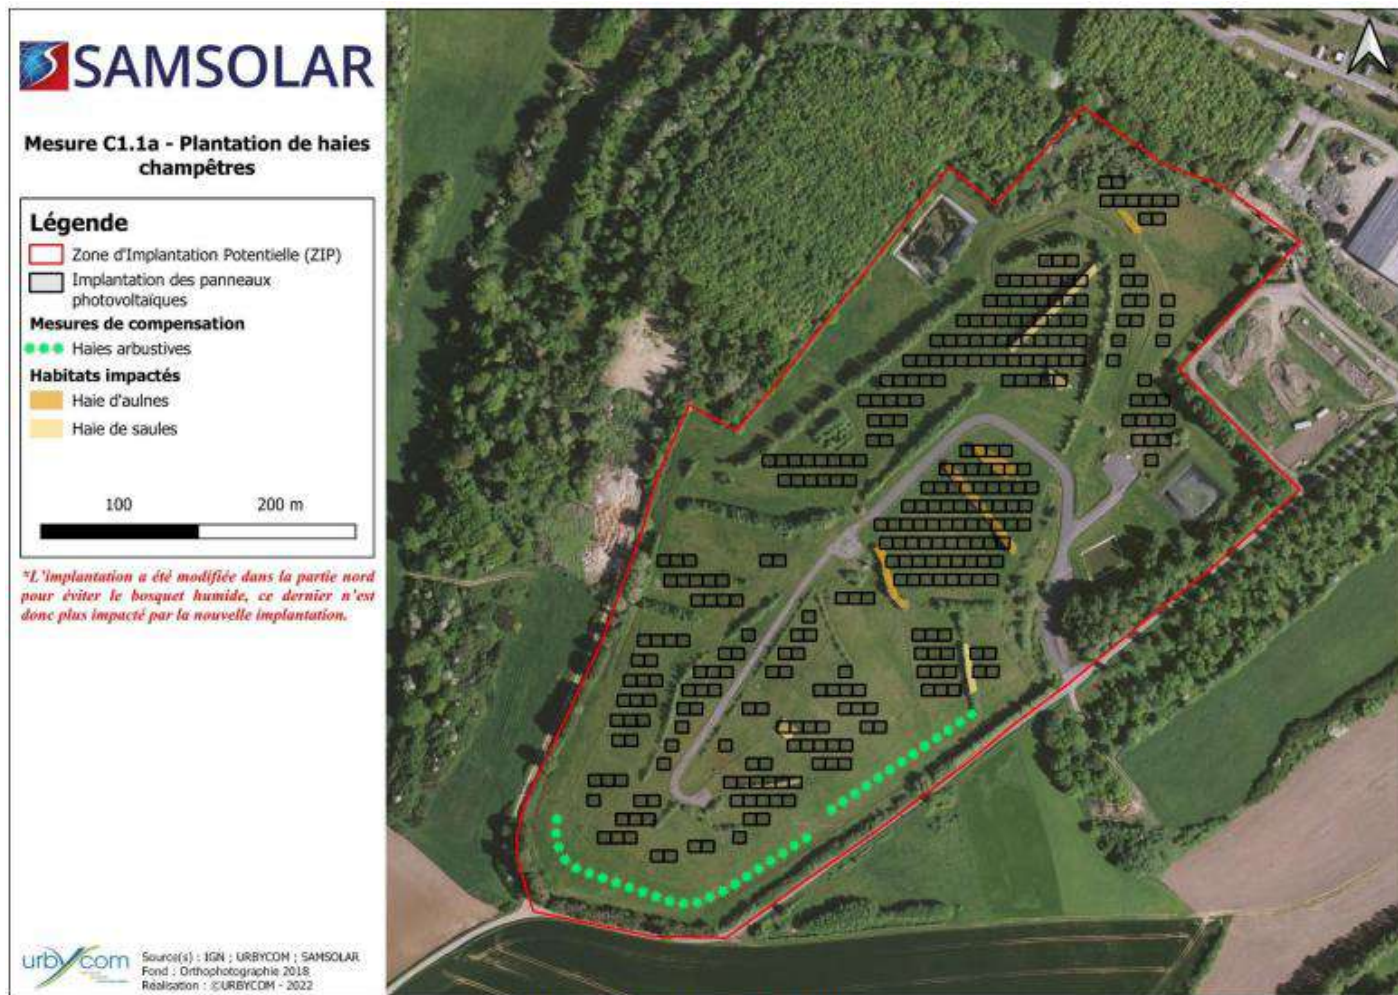 SAMSOLAR
Mesure C1.1a - Plantation de haies
champêtres
Légende
Zone d'Implantation Potentielle (ZIP)
Implantation des panneaux
photovoltaïques
Mesures de compensation
Haies arbustives
Habitats impactés
Haie d'aulnes
Haie de saules
100 200 m
*L'implantation a été modifiée dans la partie nord
pour éviter le bosquet humide, ce dernier n'est
donc plus impacté par la nouvelle implantation.
urbycom
Source(s) : IGN ; URBYCOM ; SAMSOLAR
Fond : Orthophotographie 2018
Réalisation : ©URBYCOM - 2022